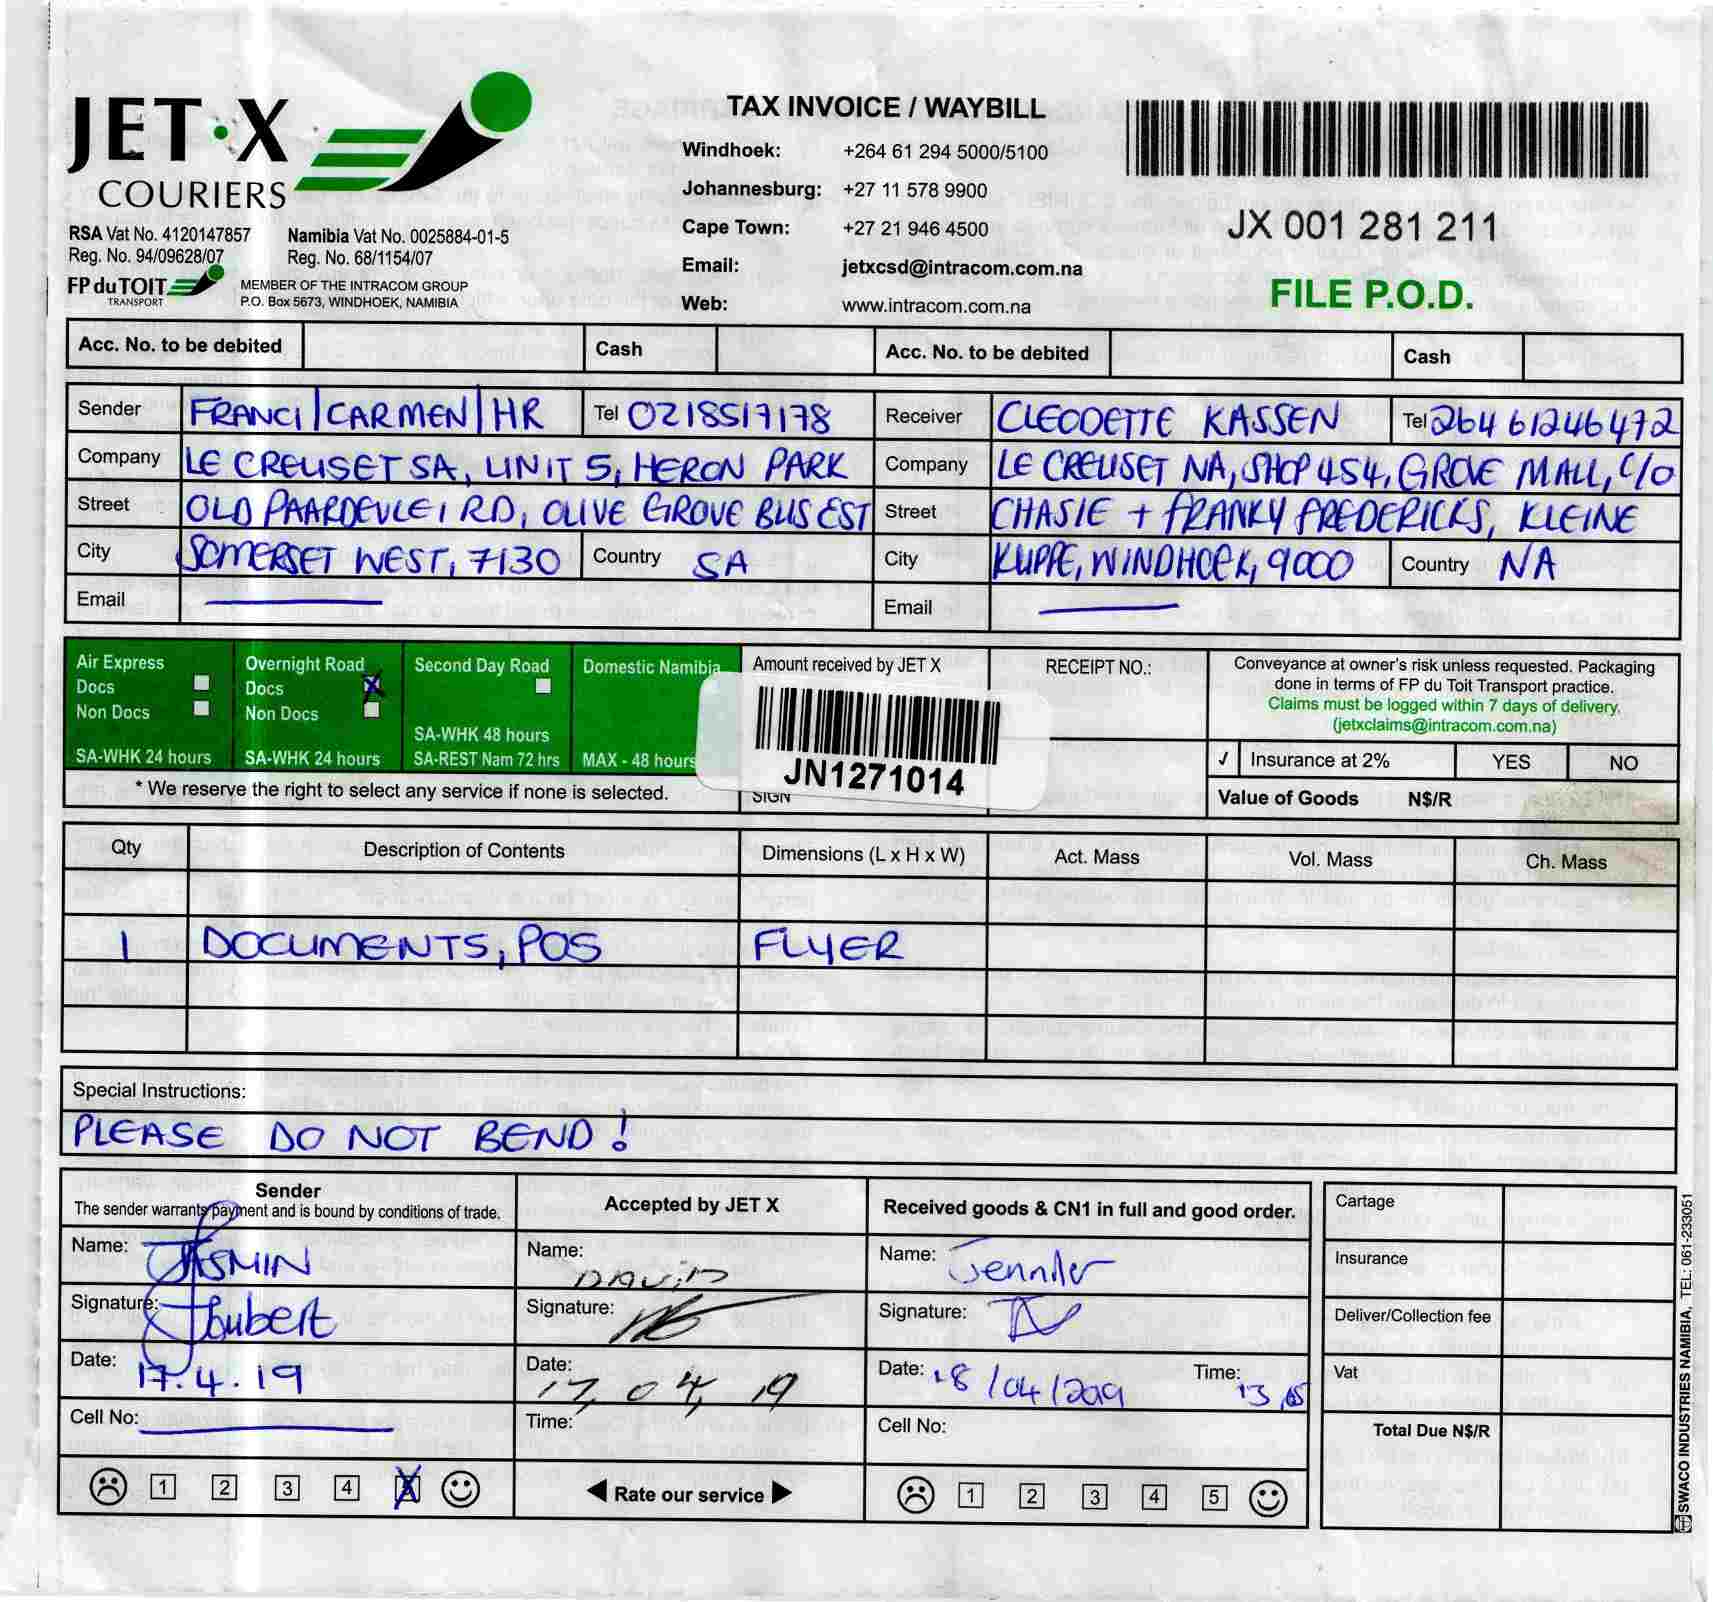 JET·X
COURIERS
RSA Vat No. 4120147857
Reg. No. 94/09628/07
Namibia Vat No. 0025884-01-5
Reg. No. 68/1154/07
FP du TOIT
TRANSPORT
MEMBER OF THE INTRACOM GROUP
P.O. Box 5673, WINDHOEK, NAMIBIA
TAX INVOICE / WAYBILL
Windhoek: +264 61 294 5000/5100
Johannesburg: +27 11 578 9900
Cape Town: +27 21 946 4500
Email: jetxcsd@intracom.com.na
Web: www.intracom.com.na
JX 001 281 211
FILE P.O.D.
Acc. No. to be debited Cash Acc. No. to be debited Cash
Sender FRANCI/CARMEN/HR Tel 0218517178
Company LE CREUSET SA, UNIT 5, HERON PARK
Street OLD PAARDEVLEI RD, OLIVE GROVE BUS EST
City SOMERSET WEST, 7130 Country SA
Email
Receiver CLEODETTE KASSEN Tel 26461246472
Company LE CREUSET NA, SHOP 454, GROVE MALL, C/O
Street CHASIE + FRANKY FREDERICKS, KLEINE
City KUPPE, WINDHOEK, 9000 Country NA
Email
Air Express
Docs
Non Docs
SA-WHK 24 hours
Overnight Road
Docs X
Non Docs
SA-WHK 24 hours
Second Day Road
SA-WHK 48 hours
SA-REST Nam 72 hrs
Domestic Namibia
MAX - 48 hours
* We reserve the right to select any service if none is selected.
Amount received by JET X
JN1271014
SIGN
RECEIPT NO.:
Conveyance at owner's risk unless requested. Packaging
done in terms of FP du Toit Transport practice.
Claims must be logged within 7 days of delivery.
(jetxclaims@intracom.com.na)
✓ Insurance at 2% YES NO
Value of Goods N$/R
Qty Description of Contents Dimensions (L x H x W) Act. Mass Vol. Mass Ch. Mass
1 DOCUMENTS, POS FLYER
Special Instructions:
PLEASE DO NOT BEND!
Sender
The sender warrants payment and is bound by conditions of trade.
Name: JASMIN
Signature: Joubert
Date: 17.4.19
Cell No:
1 2 3 4 X
Accepted by JET X
Name: DAVID
Signature:
Date: 17, 04, 19
Time:
Rate our service
Received goods & CN1 in full and good order.
Name: Jennifer
Signature:
Date: 18/04/2019 Time:
Cell No:
1 2 3 4 5
Cartage
Insurance
Deliver/Collection fee
Vat
Total Due N$/R
SWACO INDUSTRIES NAMIBIA, TEL: 061-233051